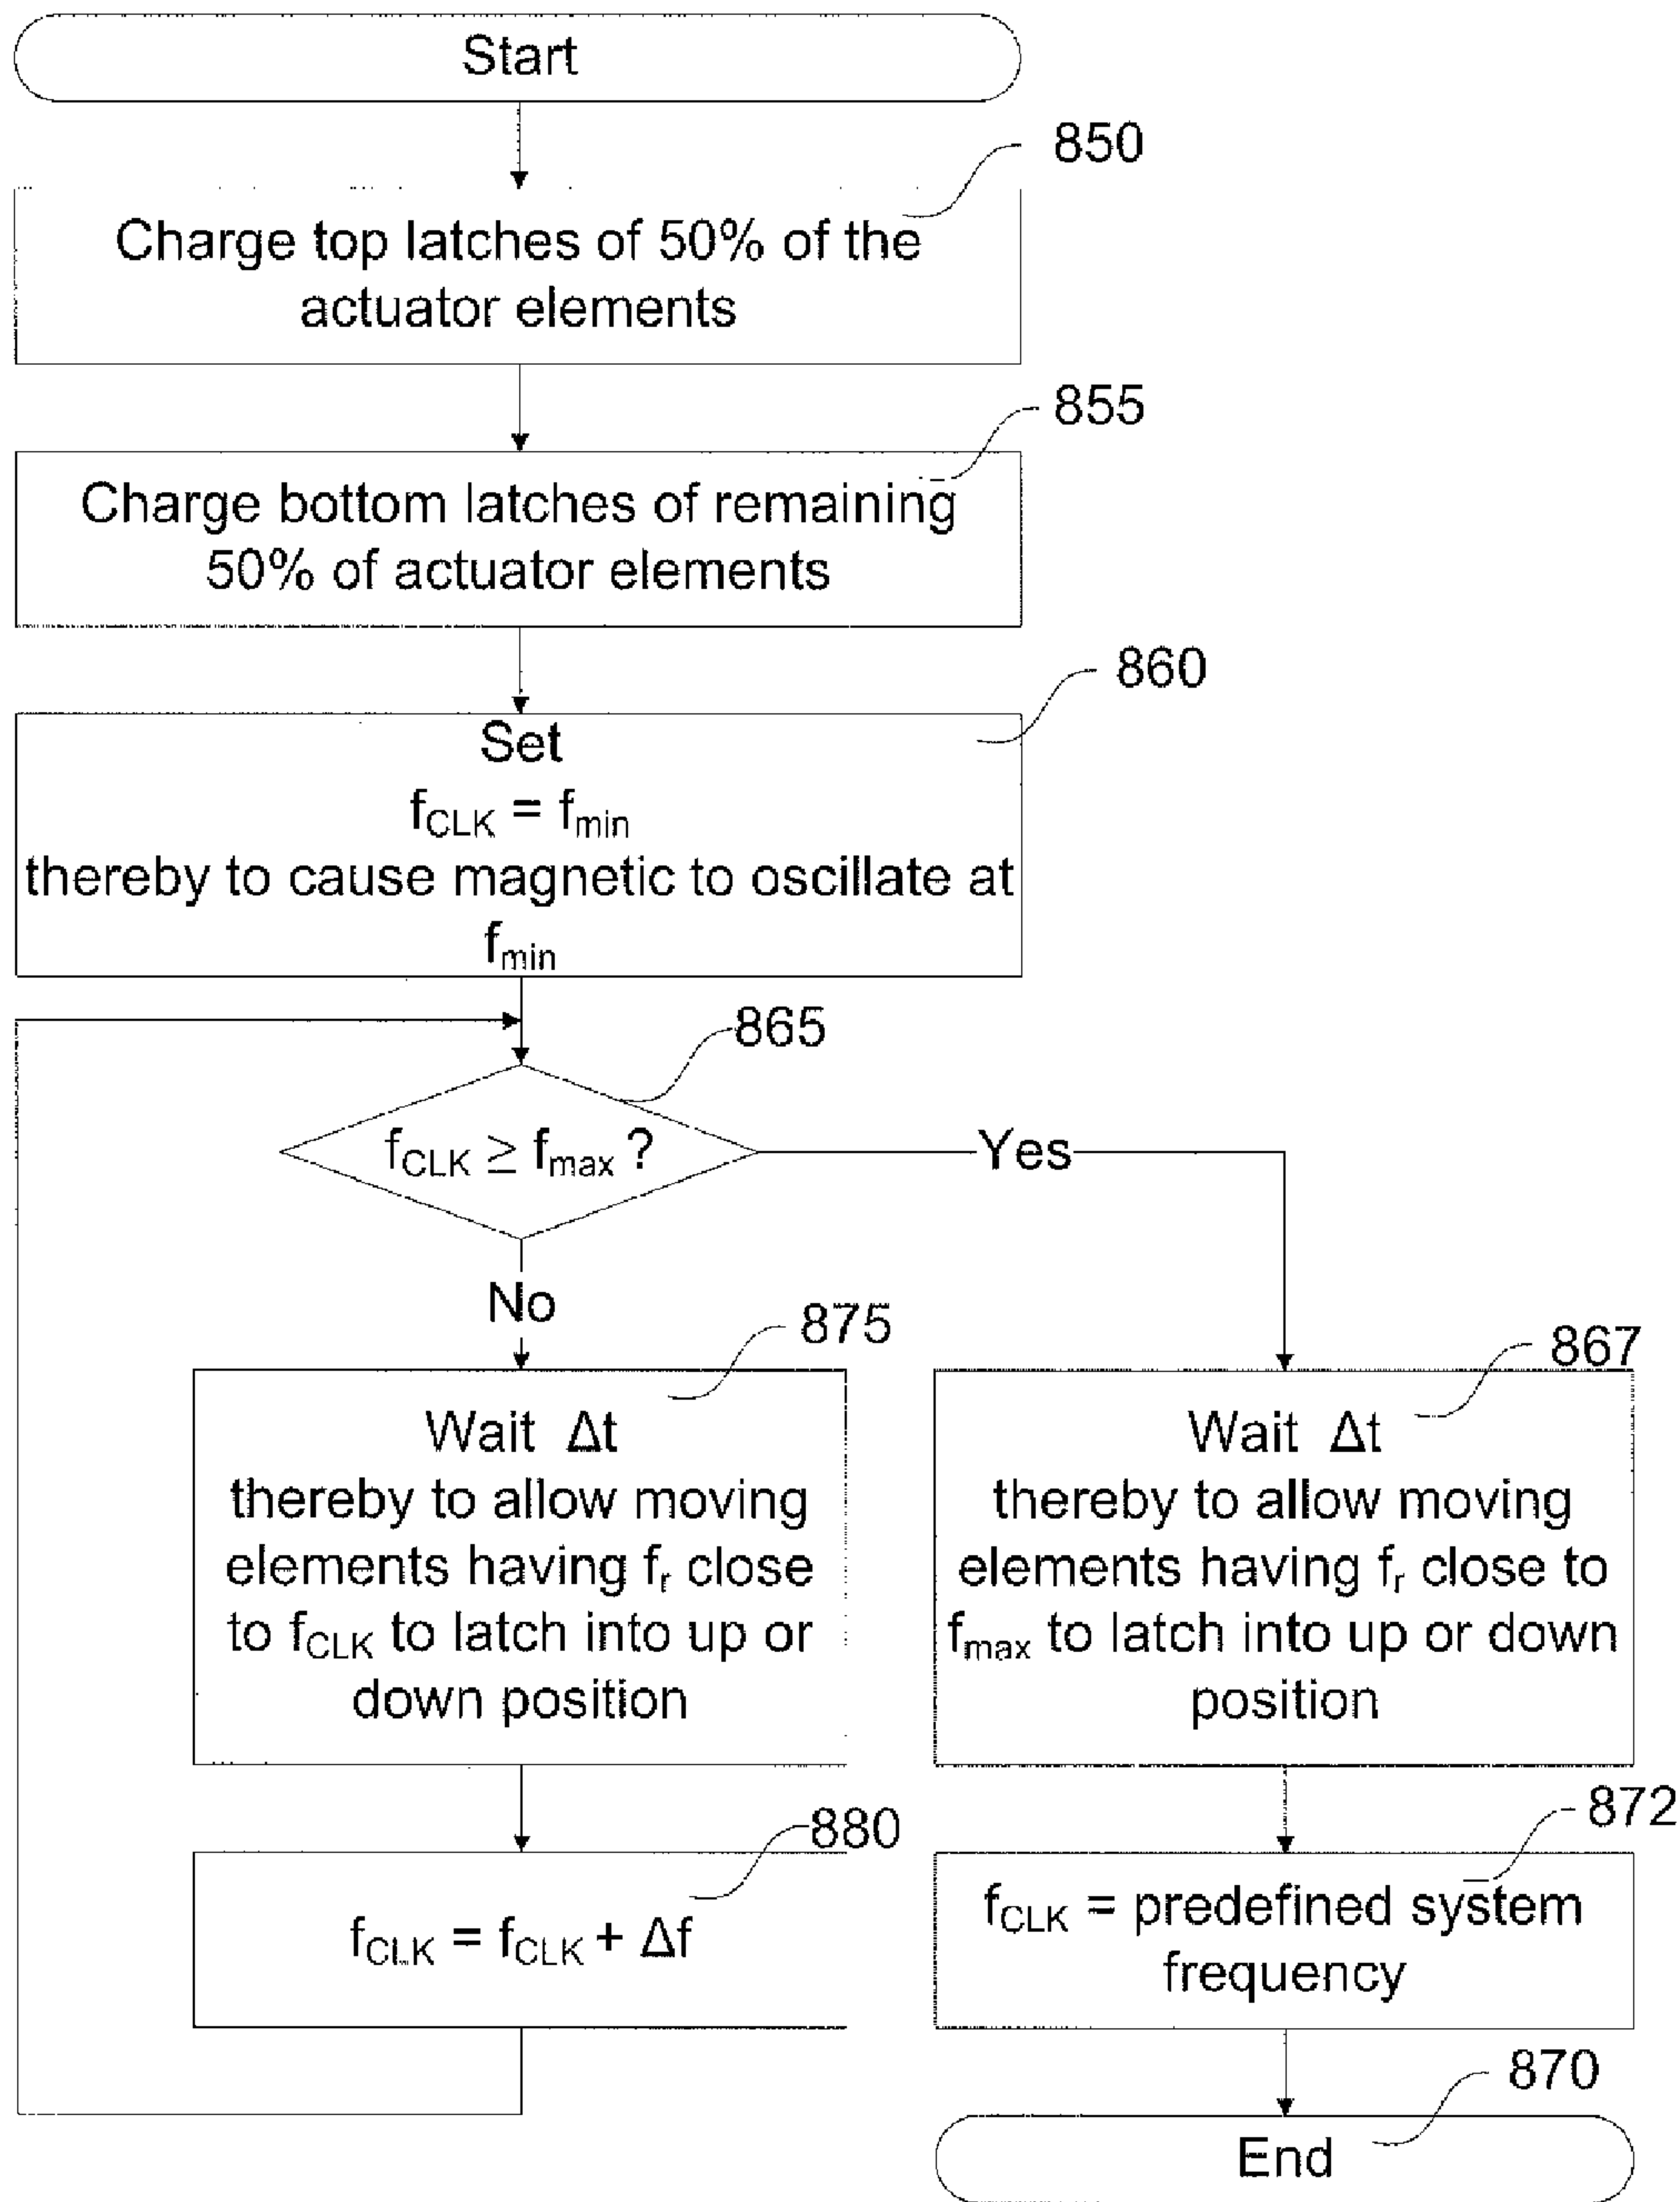 Start
850
Charge top latches of 50% of the
actuator elements
855
Charge bottom latches of remaining
50% of actuator elements
860
Set
fCLK = fmin
thereby to cause magnetic to oscillate at
fmin
865
fCLK ≥ fmax ?
Yes
No
875
Wait Δt
thereby to allow moving
elements having fr close
to fCLK to latch into up or
down position
867
Wait Δt
thereby to allow moving
elements having fr close to
fmax to latch into up or down
position
880
fCLK = fCLK + Δf
872
fCLK = predefined system
frequency
870
End